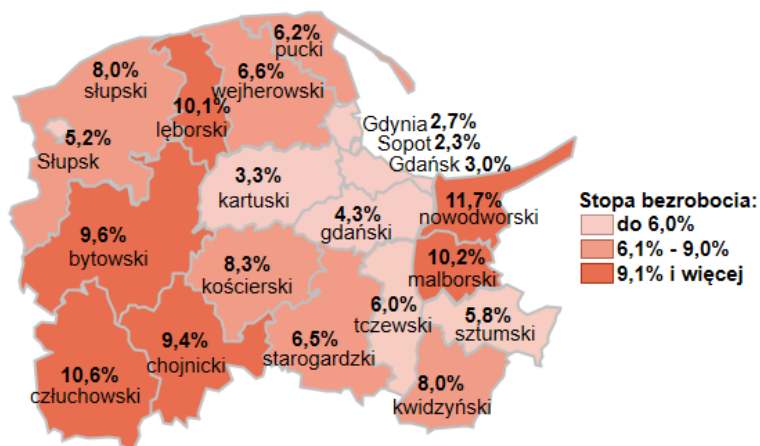 6,2%
pucki
8,0%
słupski
6,6%
wejherowski
10,1%
lęborski
Gdynia 2,7%
Sopot 2,3%
Gdańsk 3,0%
5,2%
Słupsk
3,3%
kartuski
11,7%
nowodworski
4,3%
gdański
9,6%
bytowski
8,3%
kościerski
10,2%
malborski
6,0%
tczewski
5,8%
sztumski
9,4%
chojnicki
6,5%
starogardzki
10,6%
człuchowski
8,0%
kwidzyński
Stopa bezrobocia:
do 6,0%
6,1% - 9,0%
9,1% i więcej